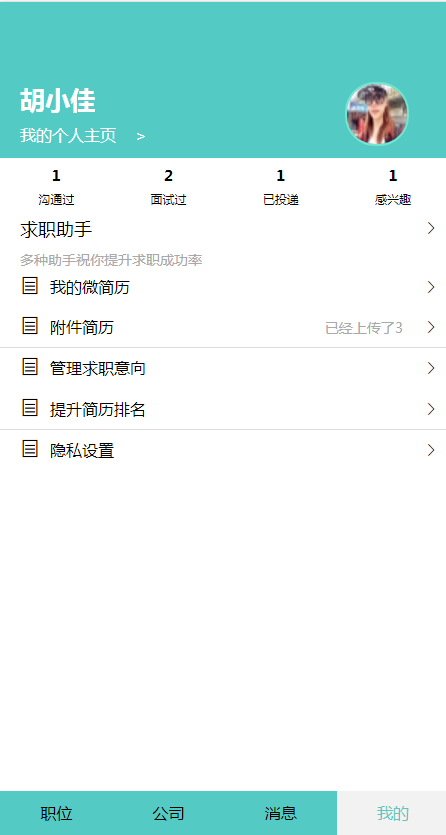 胡小佳
我的个人主页 >
1 2 1 1
沟通过 面试过 已投递 感兴趣
求职助手
多种助手祝你提升求职成功率
我的微简历
附件简历 已经上传了3
管理求职意向
提升简历排名
隐私设置
职位 公司 消息 我的